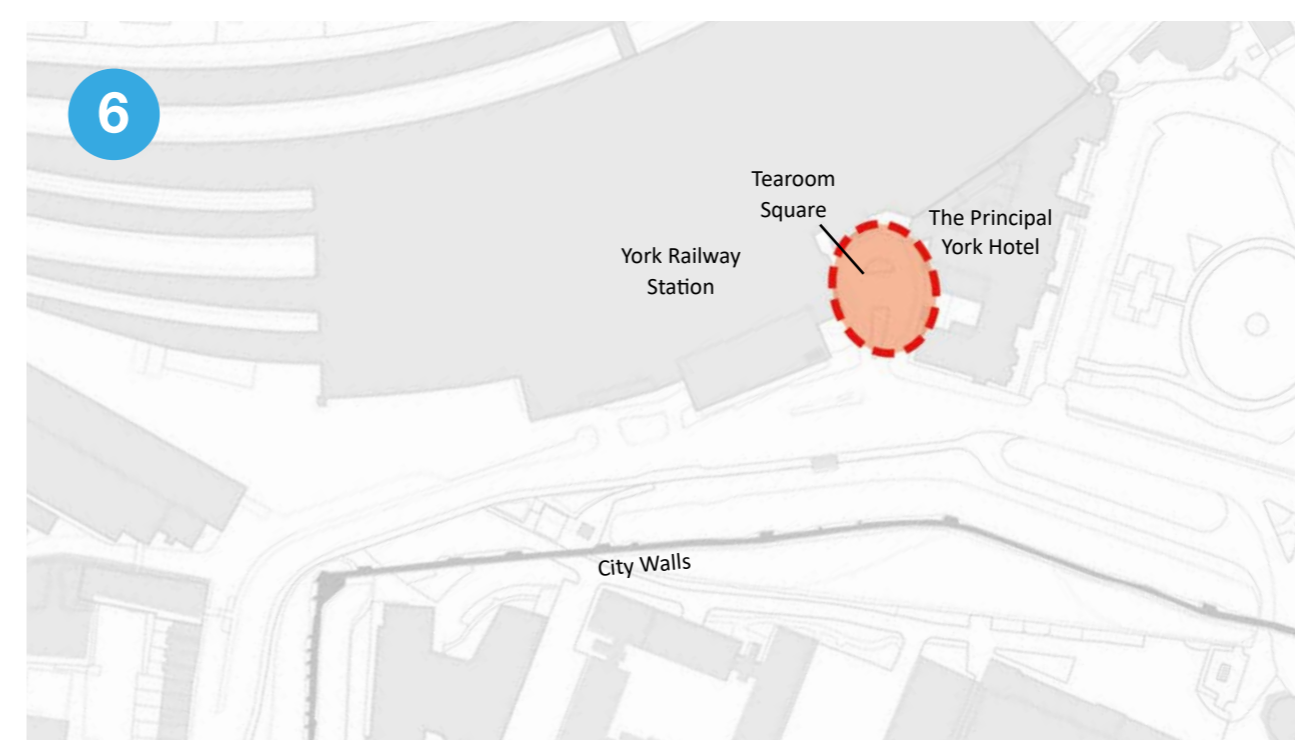 6
Tearoom
Square
The Principal
York Hotel
York Railway
Station
City Walls